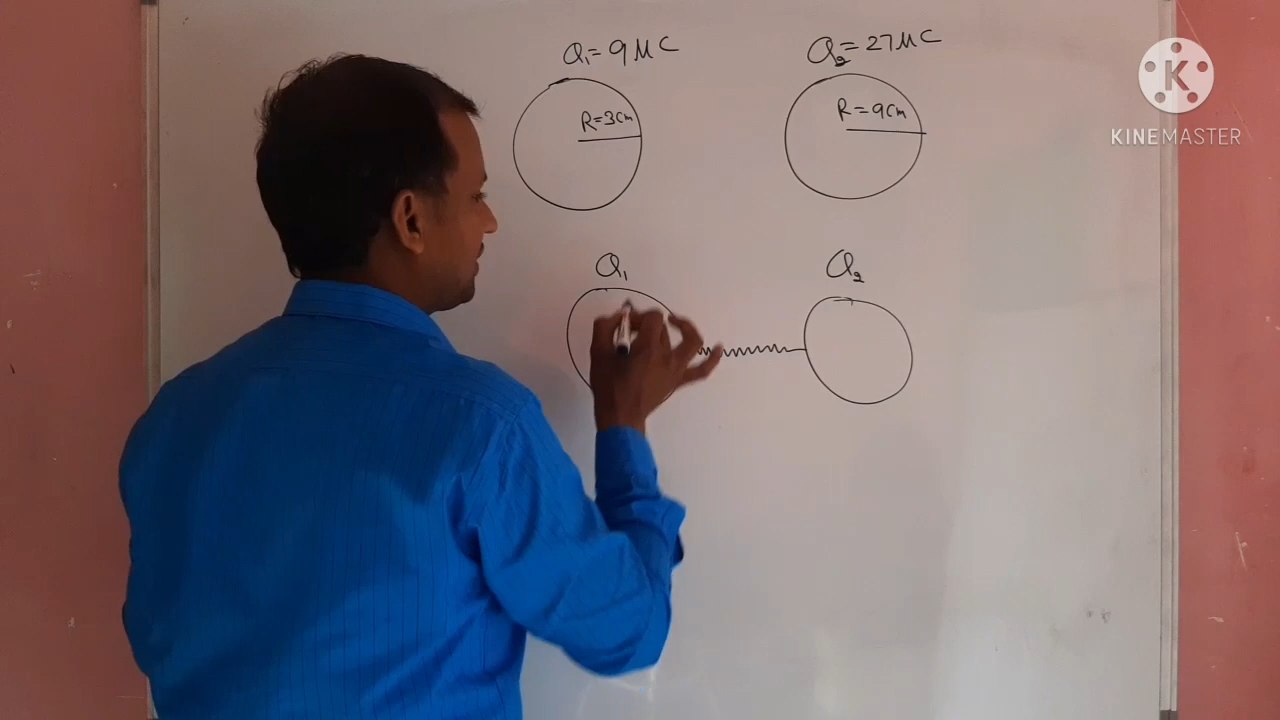 Q₁= 9 μC
Q₂= 27 μC
R=3cm
R=9cm
Q₁
Q₂
K
KINEMASTER